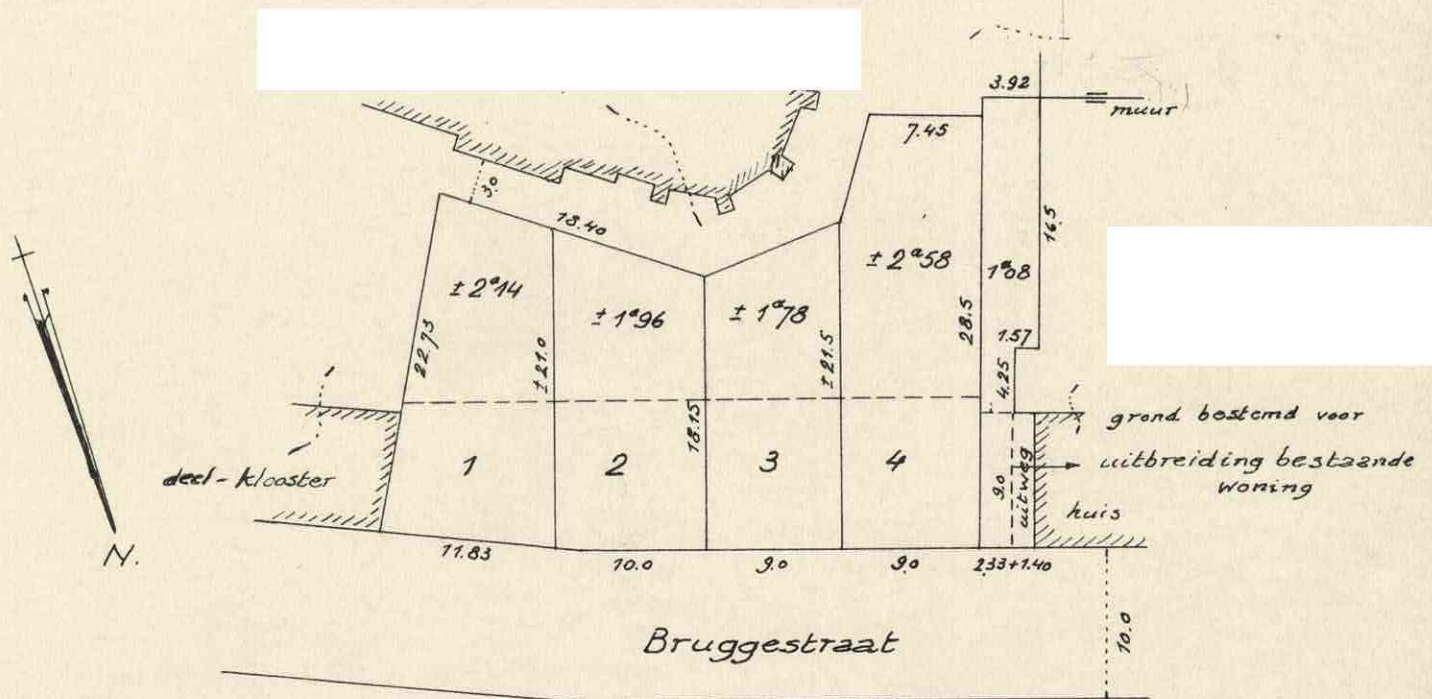 3.92
muur
7.45
3.0
18.40
16.5
± 2ª58
1ª08
± 2ª14
± 1ª96
± 1ª78
28.5
1.57
22.73
± 21.0
± 21.5
4.25
18.15
grond bestemd voor
uitbreiding bestaande
woning
deel-klooster
1
2
3
4
9.0
uitweg
huis
N.
11.83
10.0
9.0
9.0
2.33+1.40
10.0
Bruggestraat